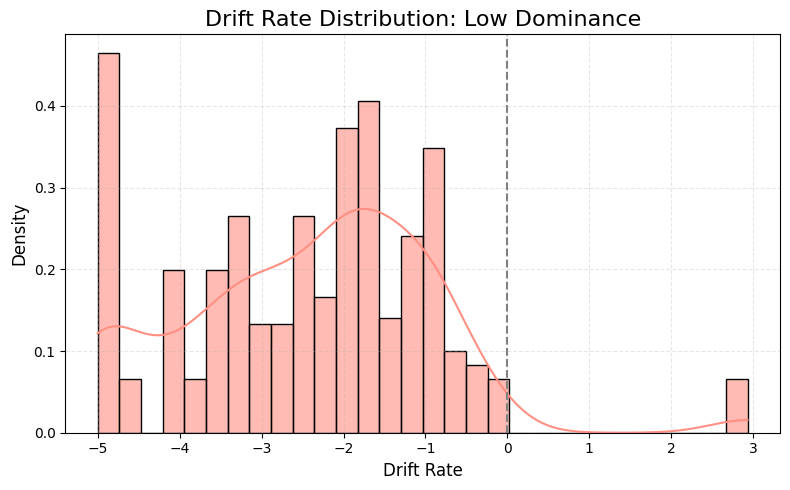 Drift Rate Distribution: Low Dominance
Density
0.4
0.3
0.2
0.1
0.0
−5 −4 −3 −2 −1 0 1 2 3
Drift Rate